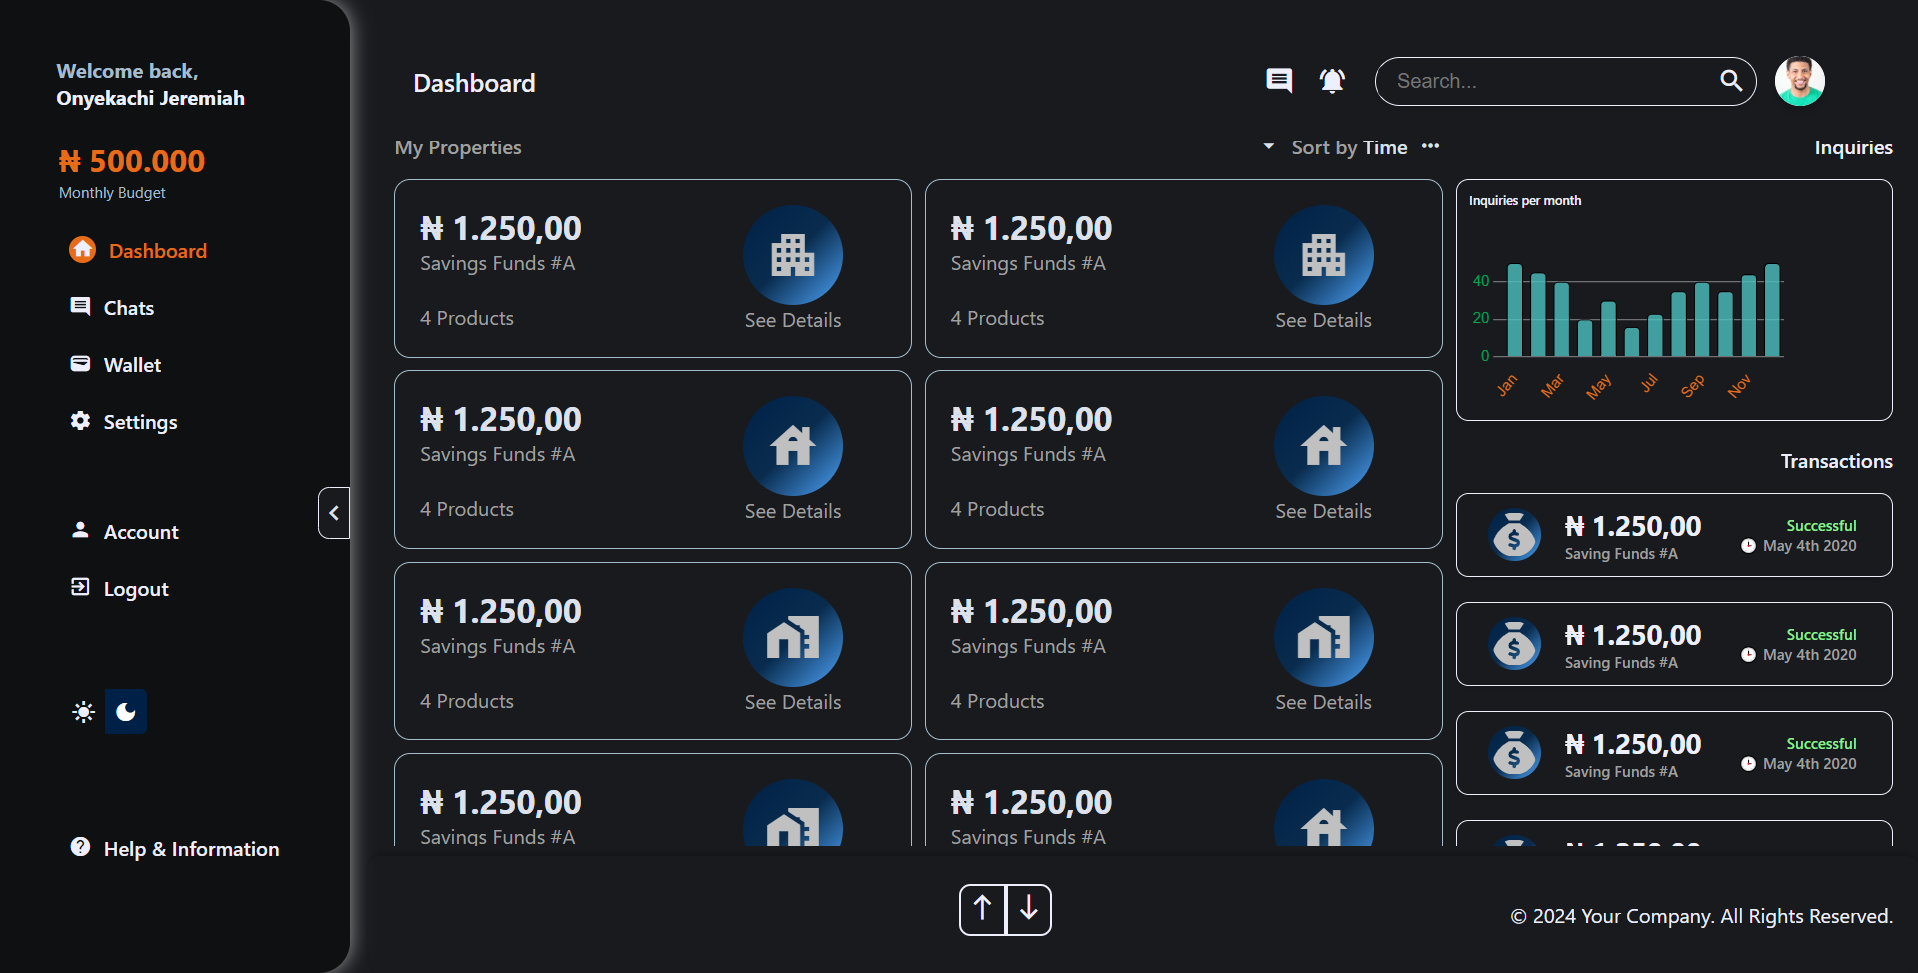 Welcome back,
Onyekachi Jeremiah
₦ 500.000
Monthly Budget
Dashboard
Chats
Wallet
Settings
Account
Logout
Help & Information
Dashboard
Search...
My Properties
Sort by Time
₦ 1.250,00
Savings Funds #A
4 Products
See Details
₦ 1.250,00
Savings Funds #A
4 Products
See Details
₦ 1.250,00
Savings Funds #A
4 Products
See Details
₦ 1.250,00
Savings Funds #A
4 Products
See Details
₦ 1.250,00
Savings Funds #A
4 Products
See Details
₦ 1.250,00
Savings Funds #A
4 Products
See Details
₦ 1.250,00
Savings Funds #A
₦ 1.250,00
Savings Funds #A
Inquiries
Inquiries per month
40
20
0
Jan Mar May Jul Sep Nov
Transactions
₦ 1.250,00
Saving Funds #A
Successful
May 4th 2020
₦ 1.250,00
Saving Funds #A
Successful
May 4th 2020
₦ 1.250,00
Saving Funds #A
Successful
May 4th 2020
© 2024 Your Company. All Rights Reserved.